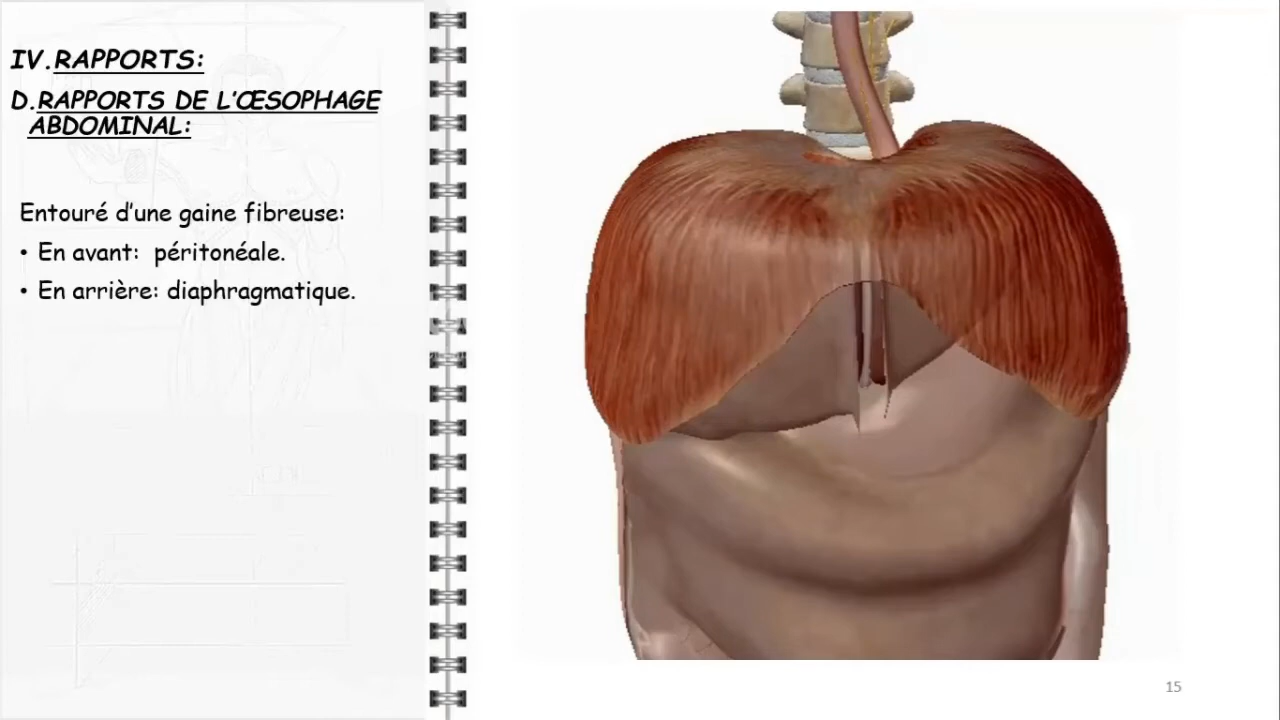 IV.RAPPORTS:
D.RAPPORTS DE L'ŒSOPHAGE
ABDOMINAL:
Entouré d'une gaine fibreuse:
• En avant: péritonéale.
• En arrière: diaphragmatique.
15